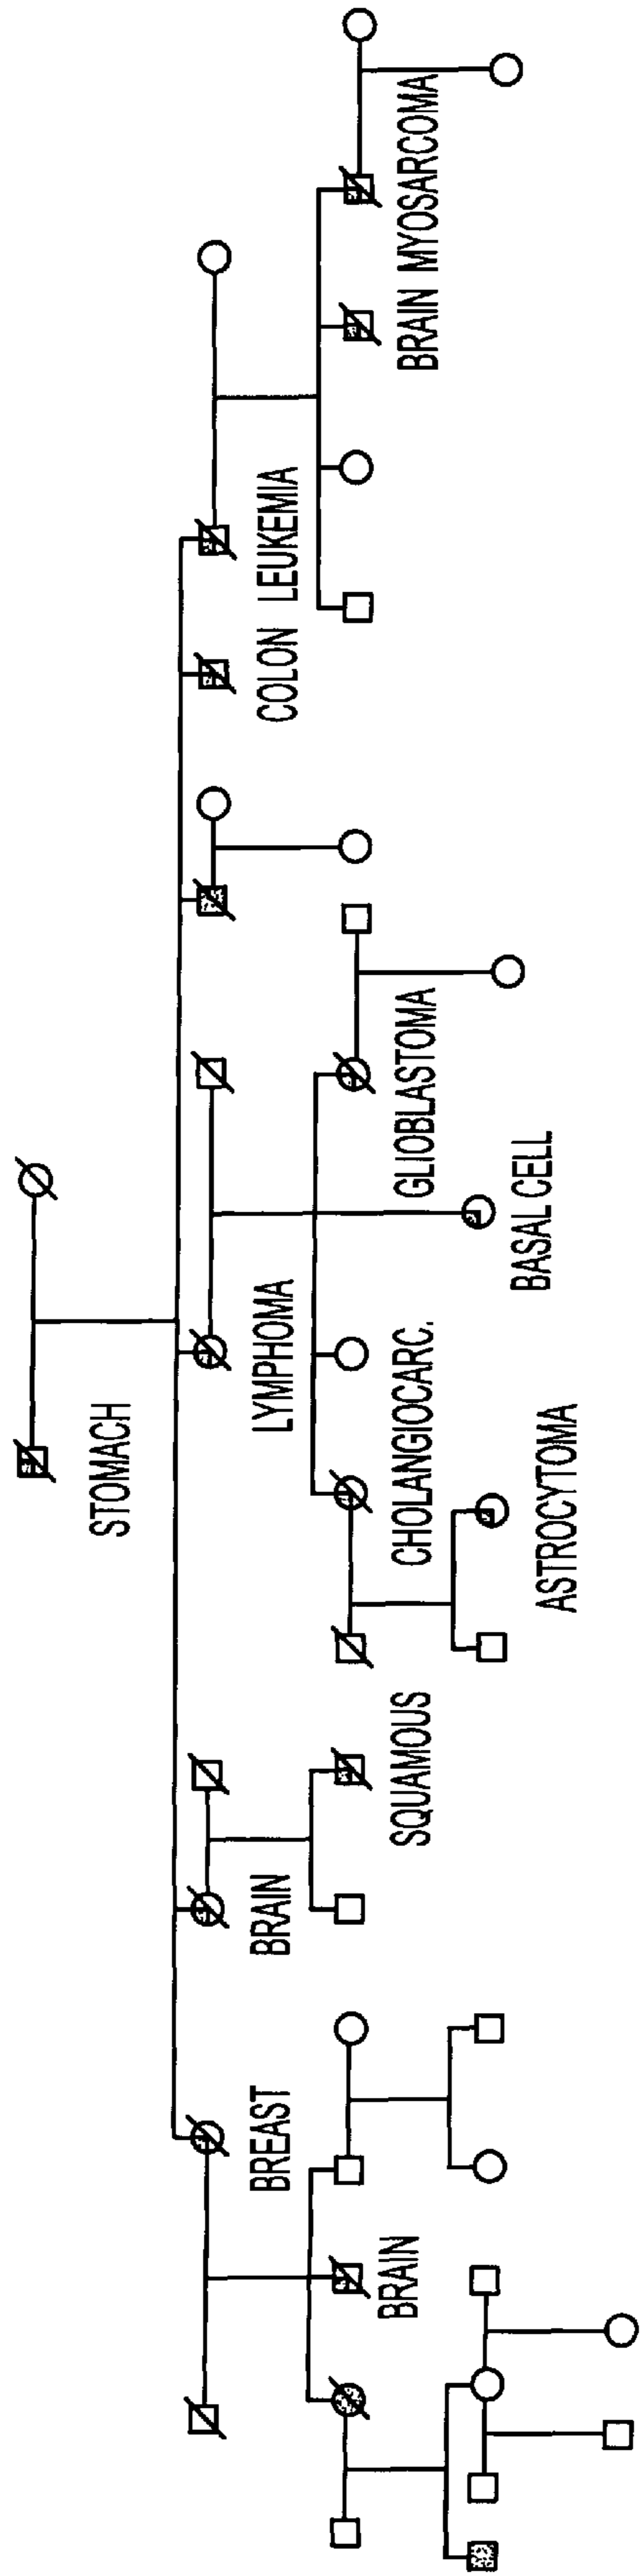 STOMACH
BREAST
BRAIN
LYMPHOMA
COLON LEUKEMIA
BRAIN
SQUAMOUS
CHOLANGIOCARC.
GLIOBLASTOMA
BRAIN MYOSARCOMA
ASTROCYTOMA
BASAL CELL